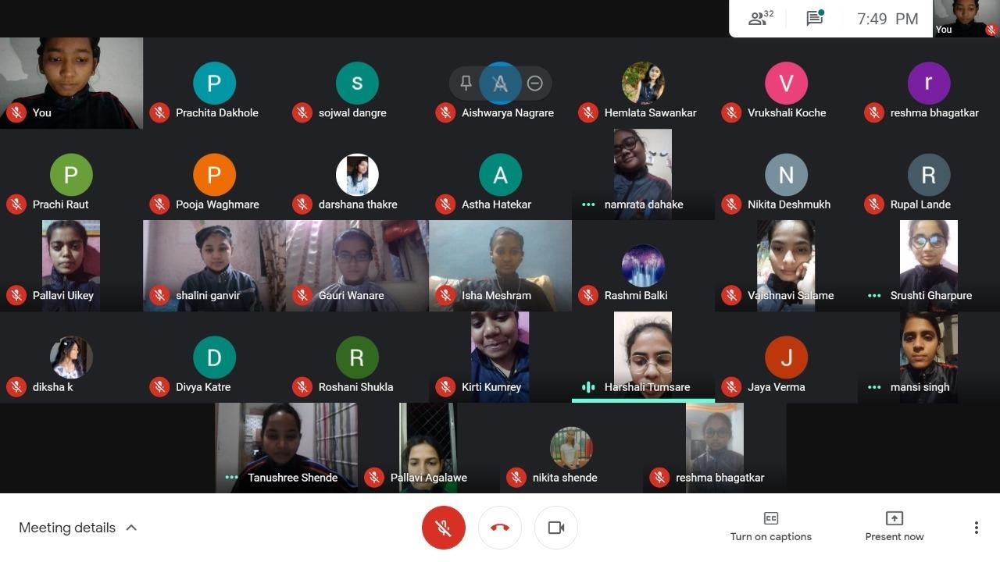 32
7:49 PM
You
You
P
Prachita Dakhole
s
sojwal dangre
A
Aishwarya Nagrare
Hemlata Sawankar
V
Vrukshali Koche
r
reshma bhagatkar
P
Prachi Raut
P
Pooja Waghmare
darshana thakre
A
Astha Hatekar
namrata dahake
N
Nikita Deshmukh
R
Rupal Lande
Pallavi Uikey
shalini ganvir
Gauri Wanare
Isha Meshram
Rashmi Balki
Vaishnavi Salame
Srushti Gharpure
diksha k
D
Divya Katre
R
Roshani Shukla
Kirti Kumrey
Harshali Tumsare
J
Jaya Verma
mansi singh
Tanushree Shende
Pallavi Agalawe
nikita shende
reshma bhagatkar
Meeting details
CC
Turn on captions
Present now